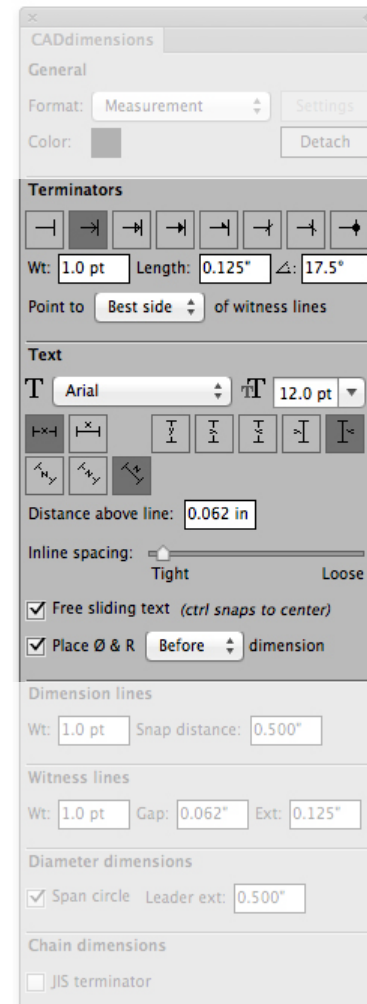 CADdimensions
General
Format: Measurement Settings
Color: Detach
Terminators
Wt: 1.0 pt Length: 0.125" ∠: 17.5°
Point to Best side of witness lines
Text
T Arial TT 12.0 pt
Distance above line: 0.062 in
Inline spacing:
Tight Loose
Free sliding text (ctrl snaps to center)
Place Ø & R Before dimension
Dimension lines
Wt: 1.0 pt Snap distance: 0.500"
Witness lines
Wt: 1.0 pt Gap: 0.062" Ext: 0.125"
Diameter dimensions
Span circle Leader ext: 0.500"
Chain dimensions
JIS terminator